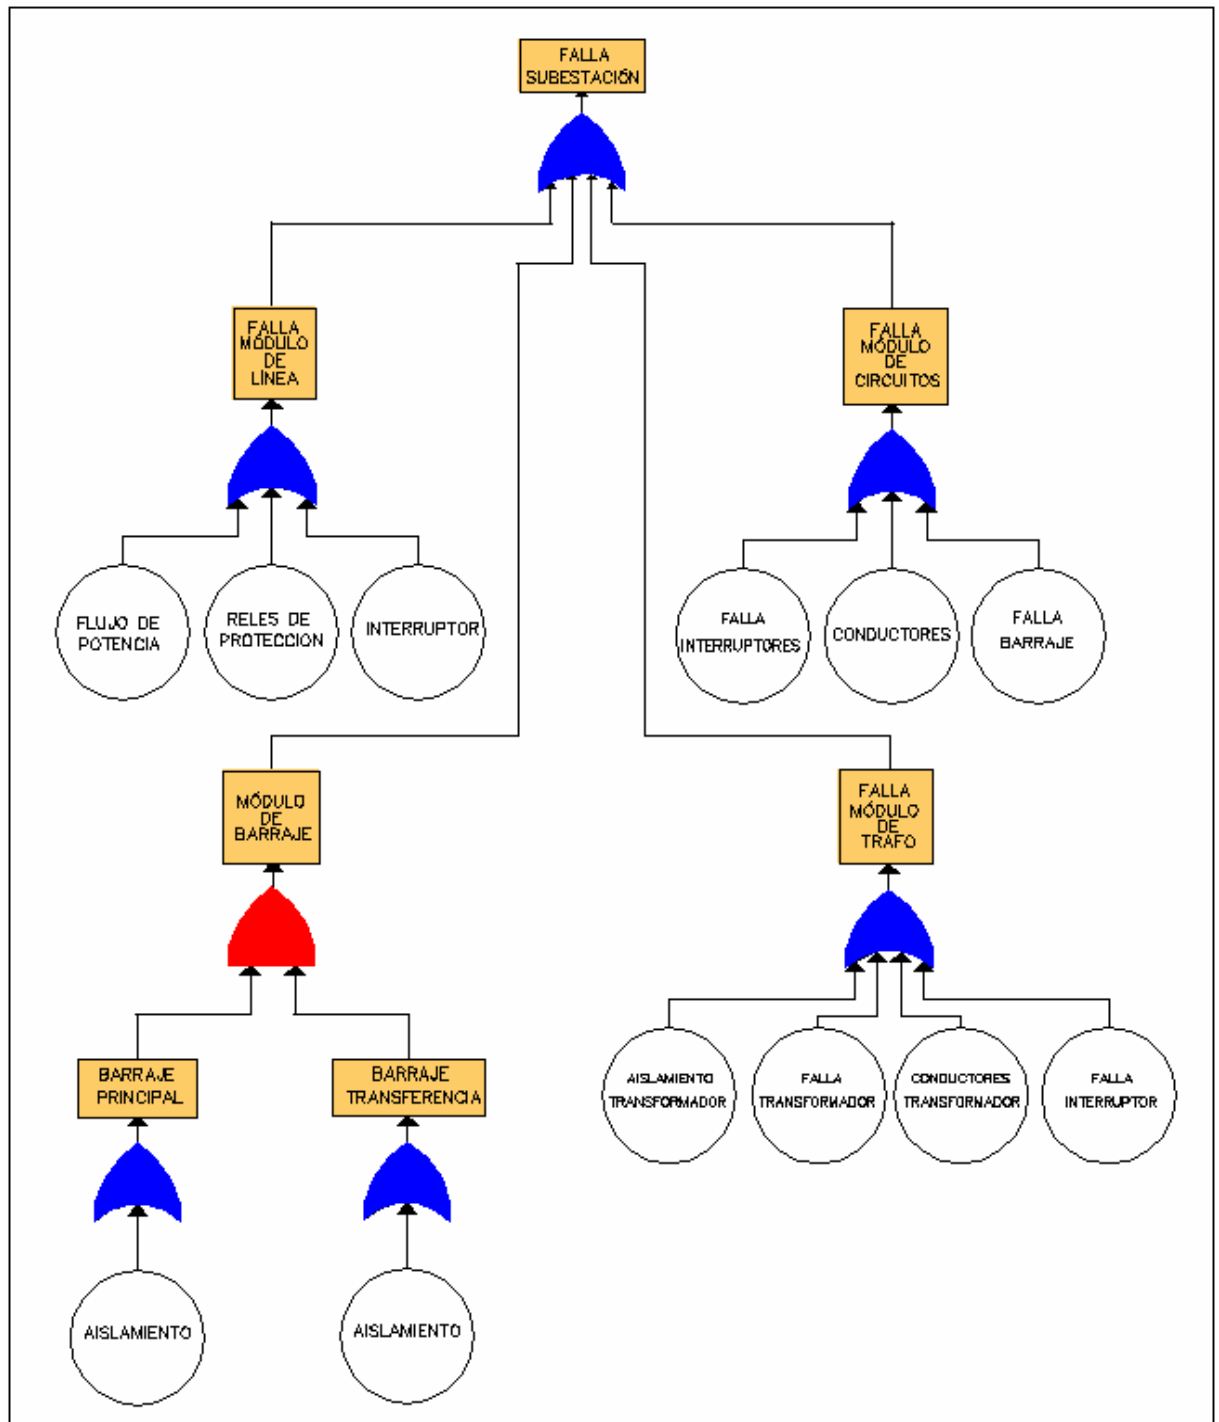 FALLA
SUBESTACIÓN
FALLA
MÓDULO
DE
LÍNEA
FALLA
MÓDULO
DE
CIRCUITOS
FLUJO DE
POTENCIA
RELES DE
PROTECCION
INTERRUPTOR
FALLA
INTERRUPTORES
CONDUCTORES
FALLA
BARRAJE
MÓDULO
DE
BARRAJE
FALLA
MÓDULO
DE
TRAFO
BARRAJE
PRINCIPAL
BARRAJE
TRANSFERENCIA
AISLAMIENTO
TRANSFORMADOR
FALLA
TRANSFORMADOR
CONDUCTORES
TRANSFORMADOR
FALLA
INTERRUPTOR
AISLAMIENTO
AISLAMIENTO